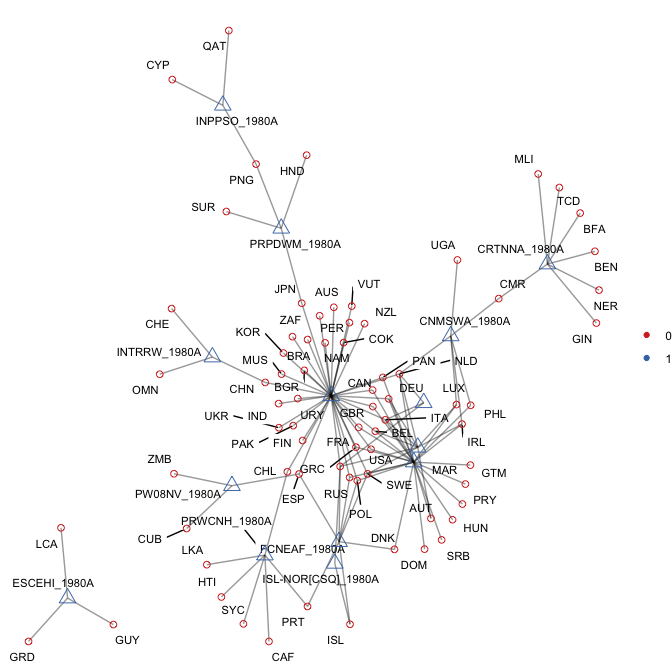 QAT
CYP
INPPSO_1980A
MLI
HND
PNG
TCD
SUR
BFA
PRPDWM_1980A
UGA
CRTNNA_1980A
BEN
CMR
JPN
AUS
VUT
NER
NZL
CNMSWA_1980A
CHE
ZAF
PER
KOR
COK
GIN
0
INTRRW_1980A
MUS
BRA
NAM
PAN
NLD
1
OMN
CHN
BGR
CAN
DEU
LUX
UKR
IND
URY
GBR
ITA
PHL
PAK
FIN
FRA
BEL
IRL
ZMB
CHL
GRC
USA
MAR
GTM
PW08NV_1980A
ESP
RUS
SWE
PRY
PRWCNH_1980A
POL
AUT
HUN
CUB
LCA
LKA
FCNEAF_1980A
DNK
SRB
DOM
ESCEHI_1980A
HTI
ISL-NOR[CSQ]_1980A
SYC
PRT
GUY
ISL
GRD
CAF